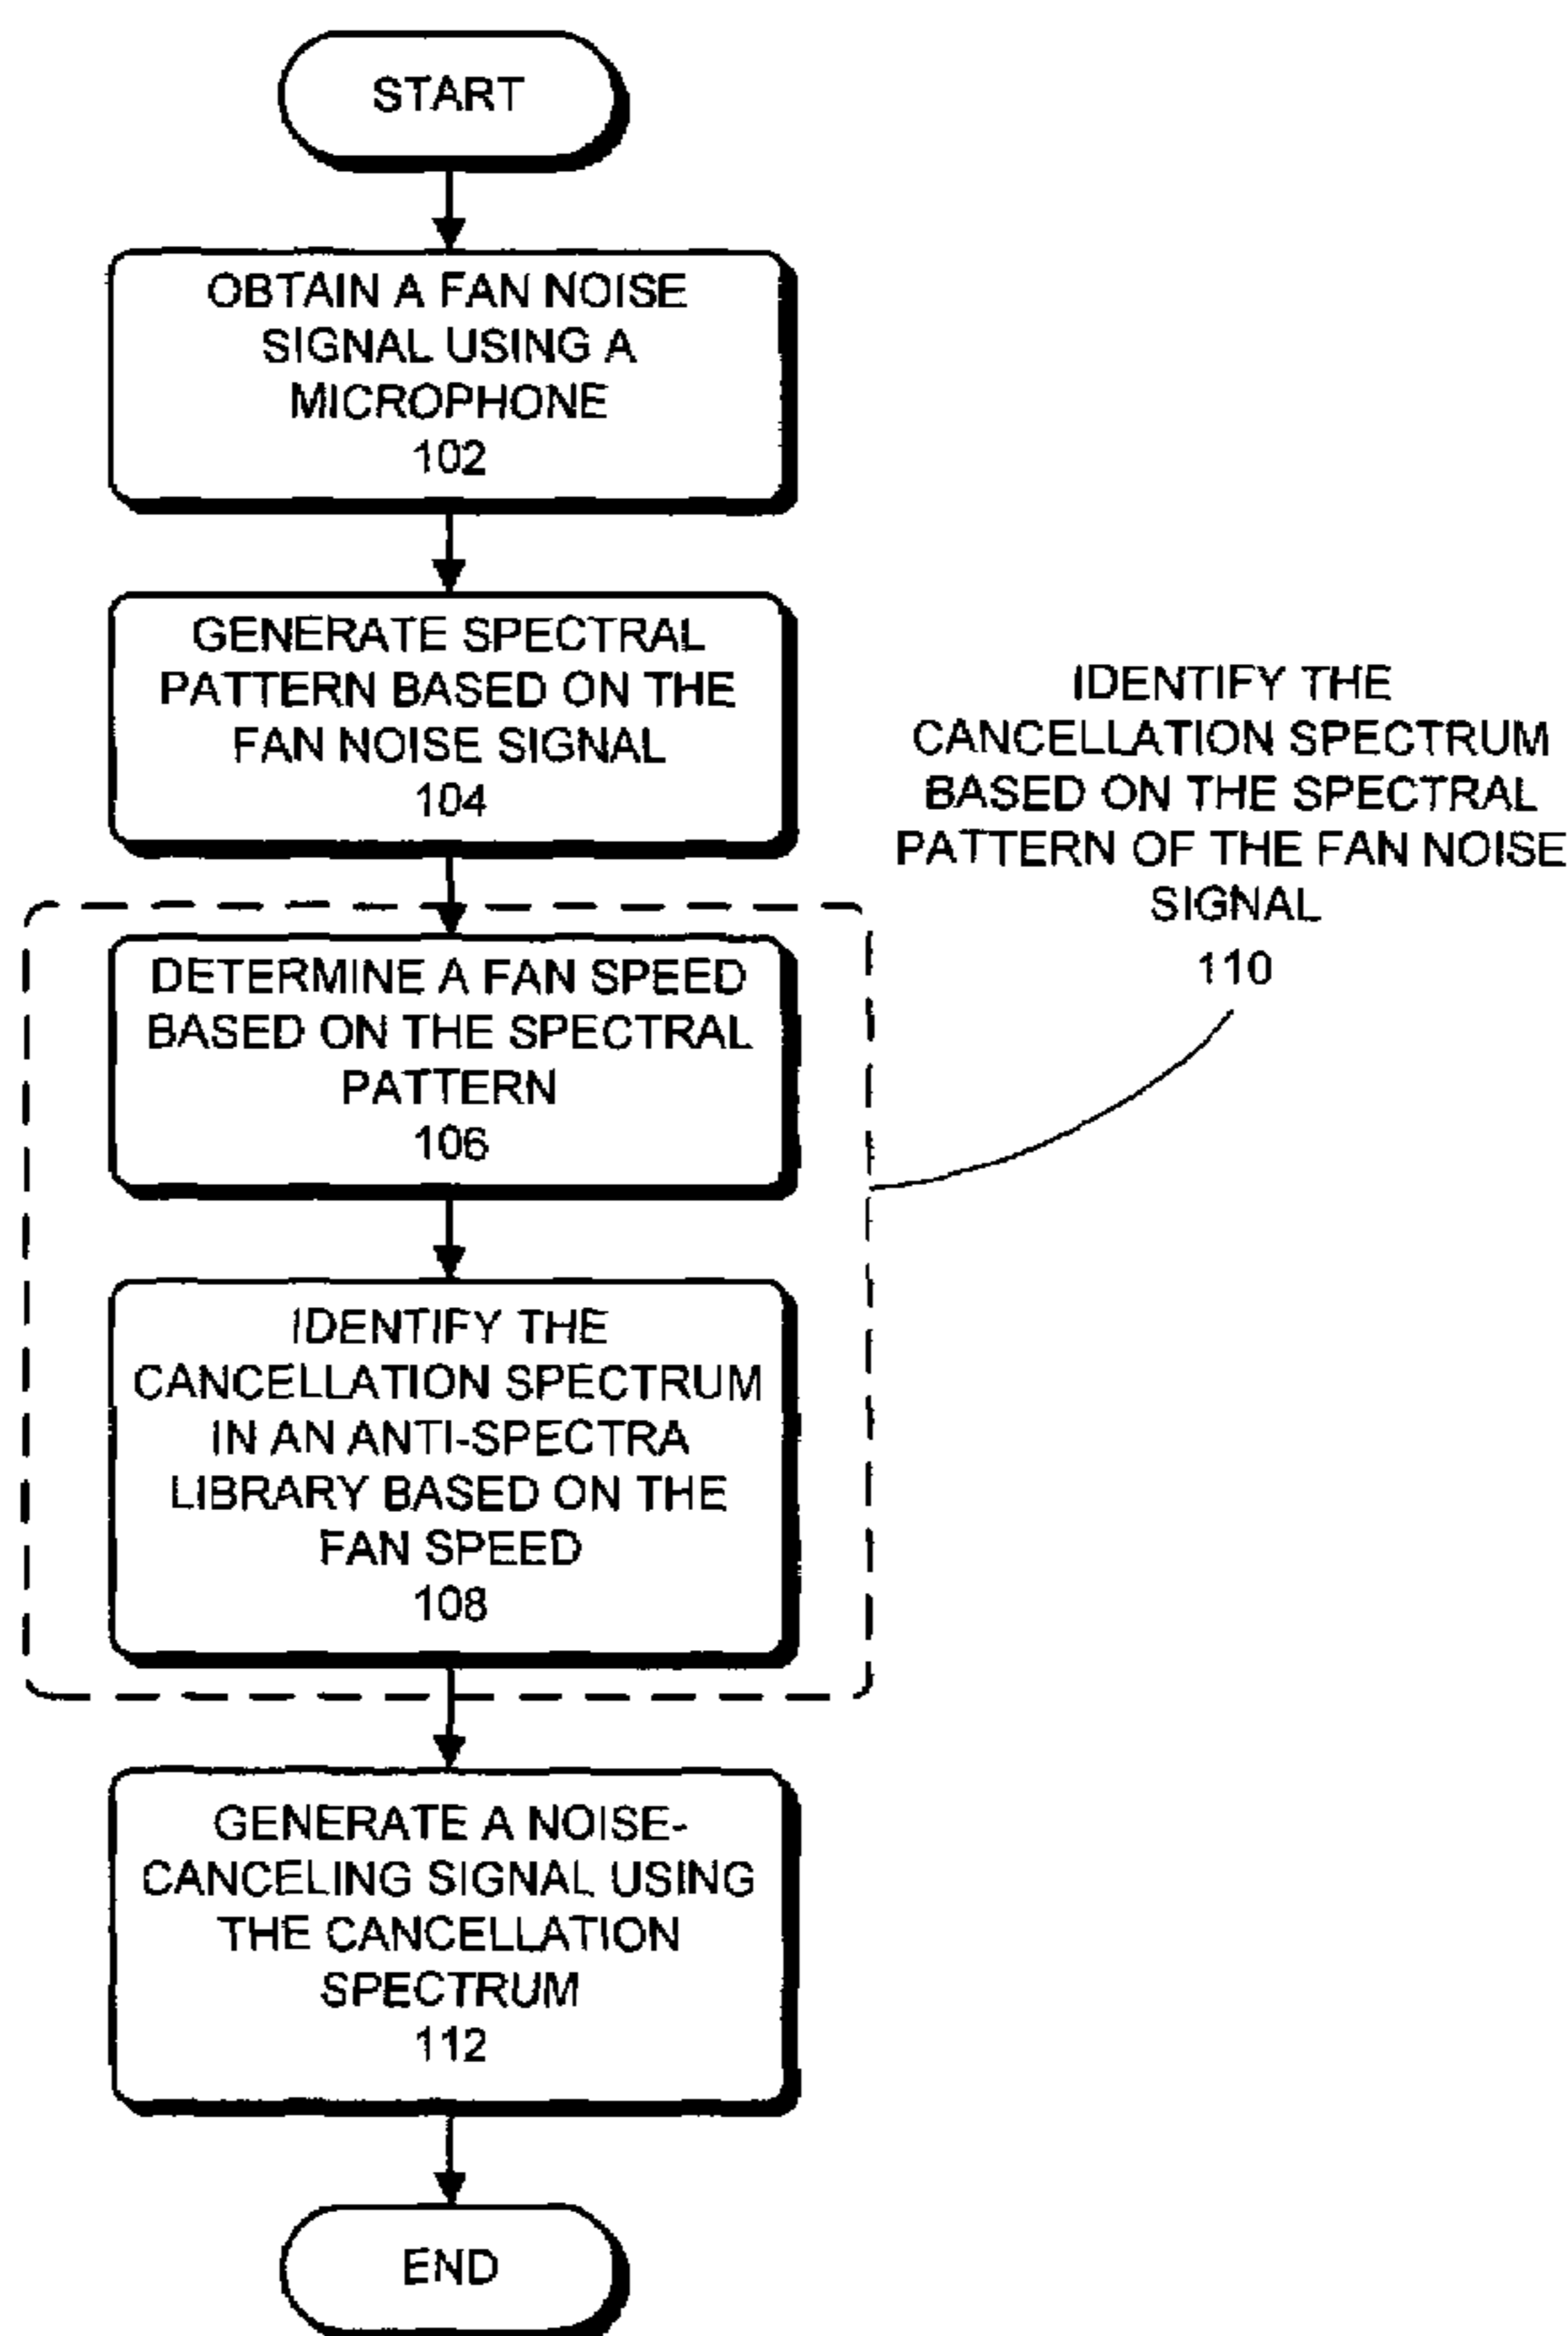 START
OBTAIN A FAN NOISE
SIGNAL USING A
MICROPHONE
102
GENERATE SPECTRAL
PATTERN BASED ON THE
FAN NOISE SIGNAL
104
IDENTIFY THE
CANCELLATION SPECTRUM
BASED ON THE SPECTRAL
PATTERN OF THE FAN NOISE
SIGNAL
110
DETERMINE A FAN SPEED
BASED ON THE SPECTRAL
PATTERN
106
IDENTIFY THE
CANCELLATION SPECTRUM
IN AN ANTI-SPECTRA
LIBRARY BASED ON THE
FAN SPEED
108
GENERATE A NOISE-
CANCELING SIGNAL USING
THE CANCELLATION
SPECTRUM
112
END